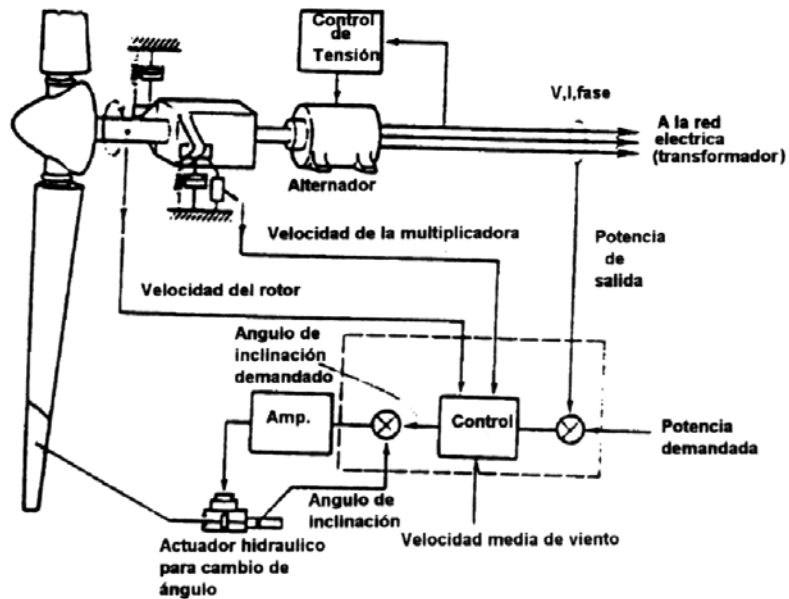 Control
de
Tensión
V,I,fase
A la red
electrica
(transformador)
Alternador
Velocidad de la multiplicadora
Potencia
de
salida
Velocidad del rotor
Angulo de
inclinación
demandado
Amp.
Control
Potencia
demandada
Angulo de
inclinación
Velocidad media de viento
Actuador hidraulico
para cambio de
ángulo